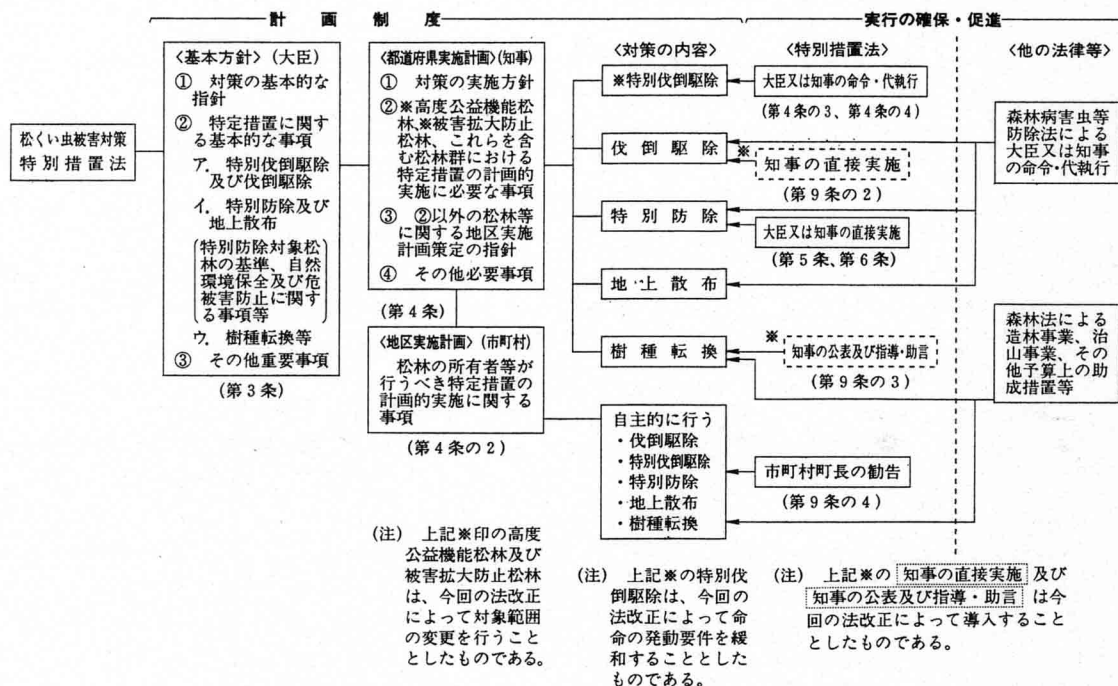 計画制度
実行の確保・促進
松くい虫被害対策
特別措置法
〈基本方針〉(大臣)
① 対策の基本的な
指針
② 特定措置に関す
る基本的な事項
ア. 特別伐倒駆除
及び伐倒駆除
イ. 特別防除及び
地上散布
特別防除対象松
林の基準、自然
環境保全及び危
被害防止に関す
る事項等
ウ. 樹種転換等
③ その他重要事項
(第3条)
〈都道府県実施計画〉(知事)
① 対策の実施方針
②※高度公益機能松
林、※被害拡大防止
松林、これらを含
む松林群における
特定措置の計画的
実施に必要な事項
③ ②以外の松林等
に関する地区実施
計画策定の指針
④ その他必要事項
(第4条)
〈地区実施計画〉(市町村)
松林の所有者等が
行うべき特定措置の
計画的実施に関する
事項
(第4条の2)
〈対策の内容〉
※特別伐倒駆除
伐倒駆除
特別防除
地上散布
樹種転換
自主的に行う
・伐倒駆除
・特別伐倒駆除
・特別防除
・地上散布
・樹種転換
〈特別措置法〉
大臣又は知事の命令・代執行
(第4条の3、第4条の4)
※
知事の直接実施
(第9条の2)
大臣又は知事の直接実施
(第5条、第6条)
※
知事の公表及び指導・助言
(第9条の3)
市町村町長の勧告
(第9条の4)
〈他の法律等〉
森林病害虫等
防除法による
大臣又は知事
の命令・代執行
森林法による
造林事業、治
山事業、その
他予算上の助
成措置等
(注) 上記※印の高度
公益機能松林及び
被害拡大防止松林
は、今回の法改正
によって対象範囲
の変更を行うこと
としたものである。
(注) 上記※の特別伐
倒駆除は、今回の
法改正によって命
命の発動要件を緩
和することとした
ものである。
(注) 上記※の 知事の直接実施 及び
知事の公表及び指導・助言 は今
回の法改正によって導入すること
としたものである。